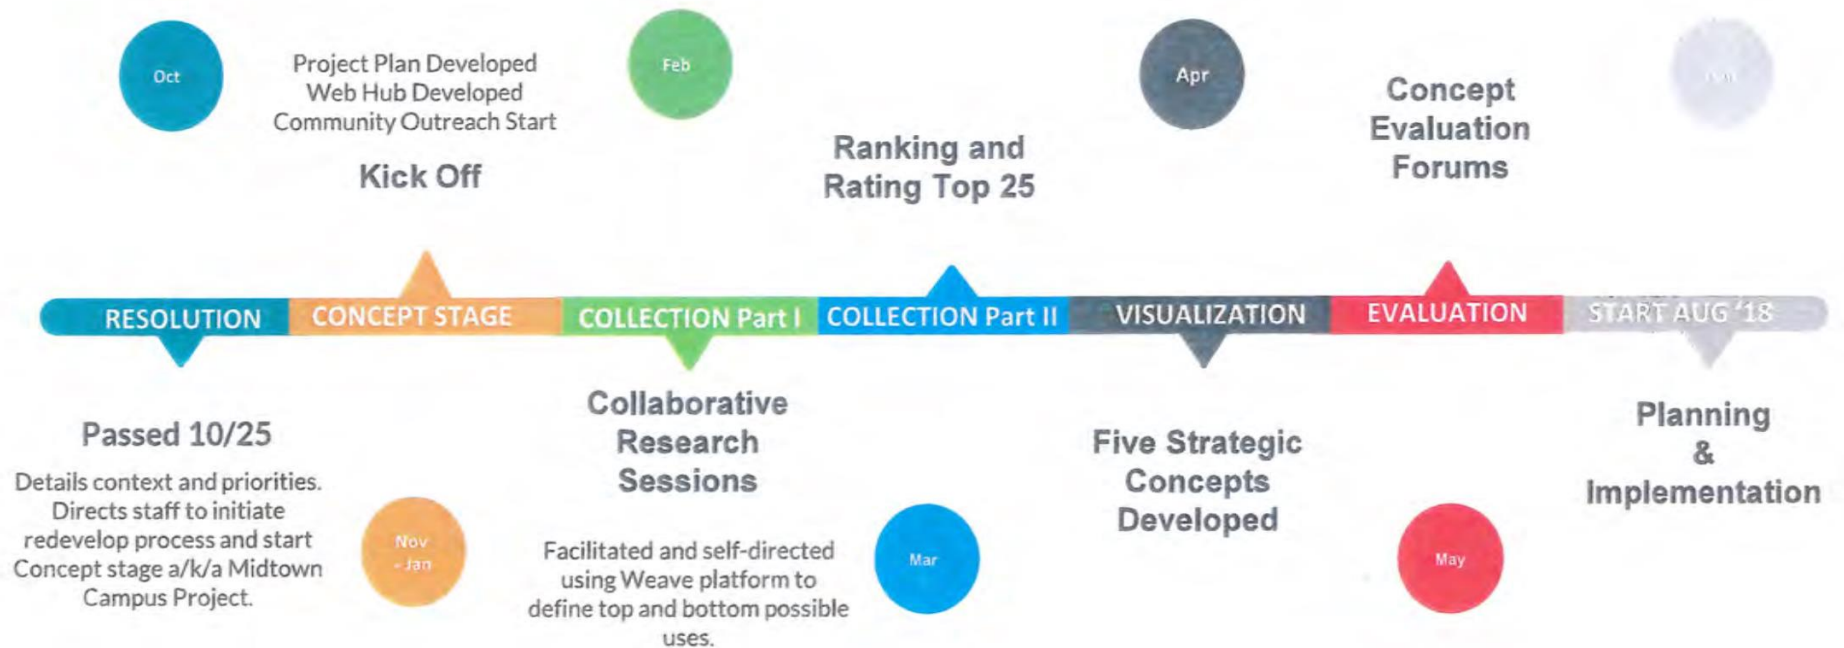 Oct
Project Plan Developed
Web Hub Developed
Community Outreach Start
Kick Off
Feb
Ranking and
Rating Top 25
Apr
Concept
Evaluation
Forums
RESOLUTION
CONCEPT STAGE
COLLECTION Part I
COLLECTION Part II
VISUALIZATION
EVALUATION
START AUG '18
Passed 10/25
Details context and priorities.
Directs staff to initiate
redevelop process and start
Concept stage a/k/a Midtown
Campus Project.
Nov
- Jan
Collaborative
Research
Sessions
Facilitated and self-directed
using Weave platform to
define top and bottom possible
uses.
Mar
Five Strategic
Concepts
Developed
May
Planning
&
Implementation